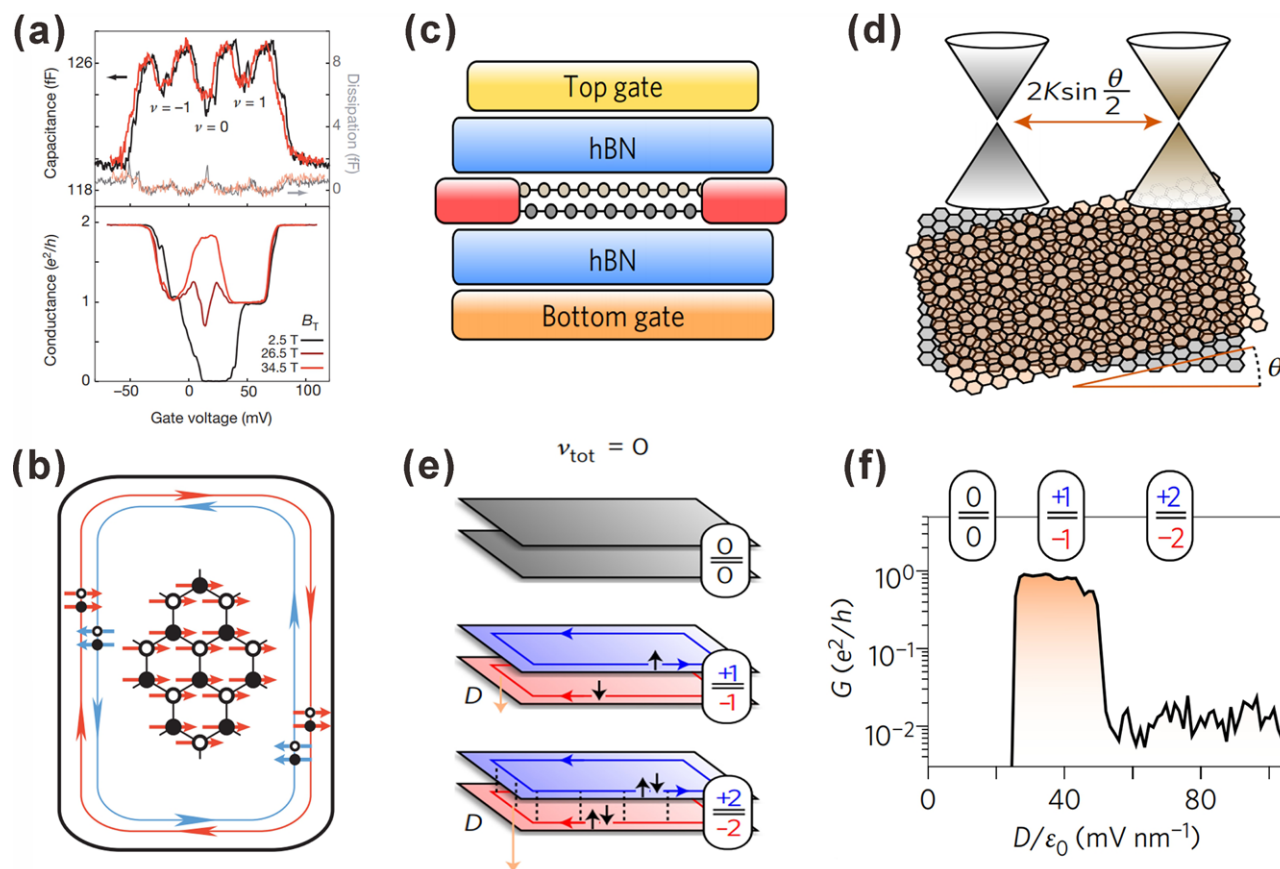 (a)
126
118
Capacitance (fF)
8
4
0
Dissipation (fF)
ν = −1
ν = 0
ν = 1
2
1
0
Conductance (e²/h)
B_T
2.5 T
26.5 T
34.5 T
−50
0
50
100
Gate voltage (mV)
(b)
(c)
Top gate
hBN
hBN
Bottom gate
(d)
2K sin θ/2
θ
(e)
ν_tot = 0
0
0
D
+1
−1
D
+2
−2
(f)
0
0
+1
−1
+2
−2
10⁰
10⁻¹
10⁻²
G (e²/h)
0
40
80
D/ε₀ (mV nm⁻¹)